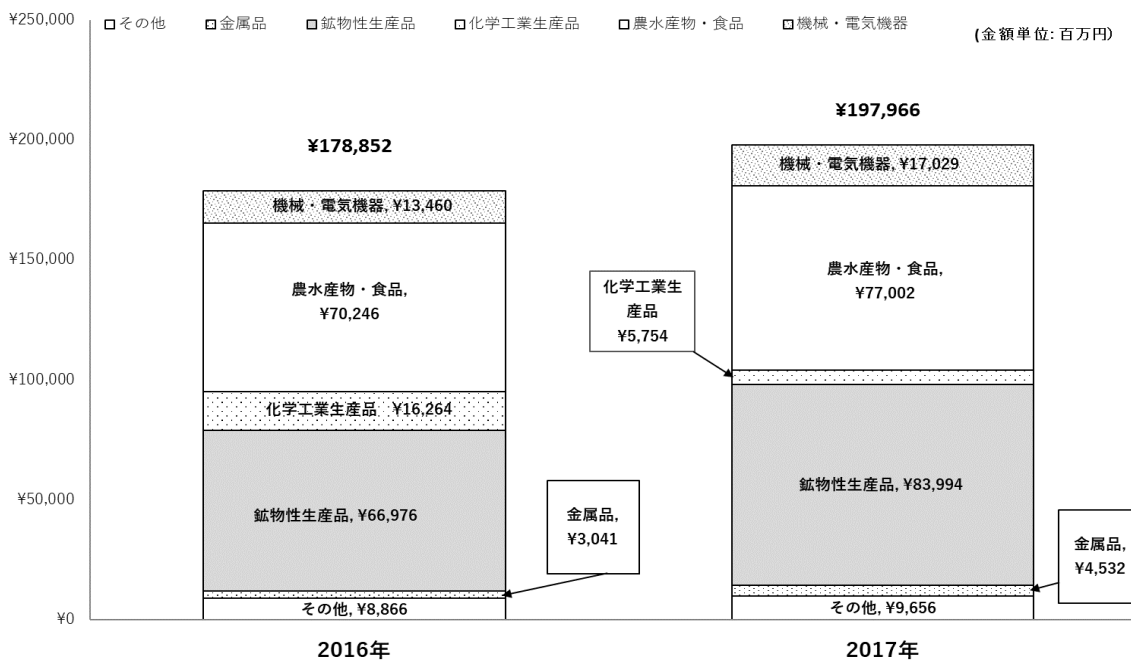 ¥250,000
その他 金属品 鉱物性生産品 化学工業生産品 農水産物・食品 機械・電気機器
(金額単位: 百万円)
¥200,000
¥150,000
¥100,000
¥50,000
¥0
¥178,852
機械・電気機器, ¥13,460
農水産物・食品,
¥70,246
化学工業生産品 ¥16,264
鉱物性生産品, ¥66,976
金属品,
¥3,041
その他, ¥8,866
2016年
¥197,966
機械・電気機器, ¥17,029
農水産物・食品,
¥77,002
化学工業生
産品
¥5,754
鉱物性生産品, ¥83,994
金属品,
¥4,532
その他, ¥9,656
2017年